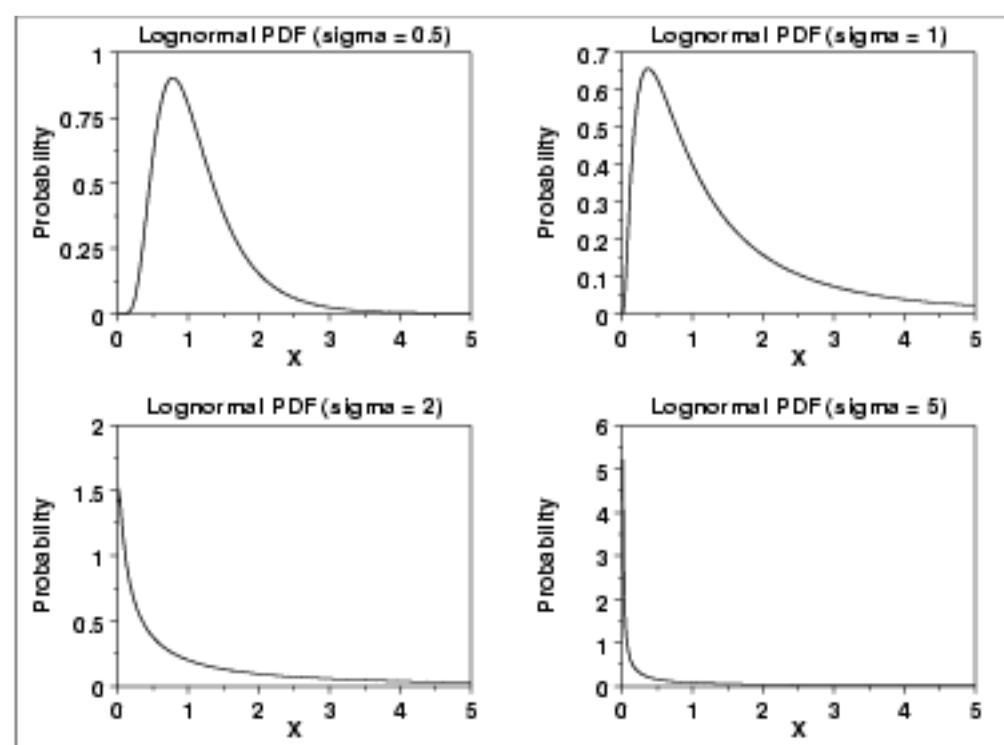 Lognormal PDF (sigma = 0.5)
Probability
1
0.75
0.5
0.25
0
0 1 2 3 4 5
X
Lognormal PDF (sigma = 1)
Probability
0.7
0.6
0.5
0.4
0.3
0.2
0.1
0
0 1 2 3 4 5
X
Lognormal PDF (sigma = 2)
Probability
2
1.5
1
0.5
0
0 1 2 3 4 5
X
Lognormal PDF (sigma = 5)
Probability
6
5
4
3
2
1
0
0 1 2 3 4 5
X